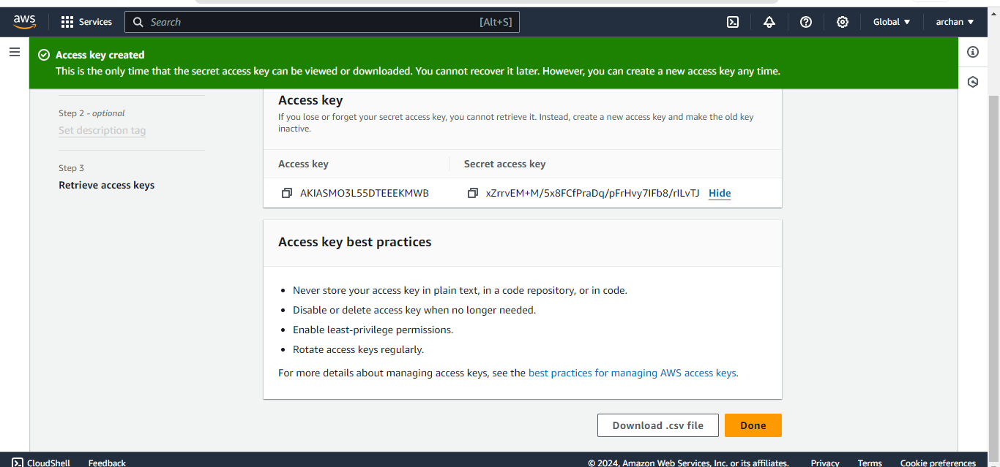 aws
Services
Search
[Alt+S]
Global
archan
Access key created
This is the only time that the secret access key can be viewed or downloaded. You cannot recover it later. However, you can create a new access key any time.
Step 2 - optional
Set description tag
Step 3
Retrieve access keys
Access key
If you lose or forget your secret access key, you cannot retrieve it. Instead, create a new access key and make the old key
inactive.
Access key
Secret access key
AKIASMO3L55DTEEEKMWB
Hide
Access key best practices
Never store your access key in plain text, in a code repository, or in code.
Disable or delete access key when no longer needed.
Enable least-privilege permissions.
Rotate access keys regularly.
For more details about managing access keys, see the best practices for managing AWS access keys.
Download .csv file
Done
CloudShell
Feedback
© 2024, Amazon Web Services, Inc. or its affiliates.
Privacy
Terms
Cookie preferences